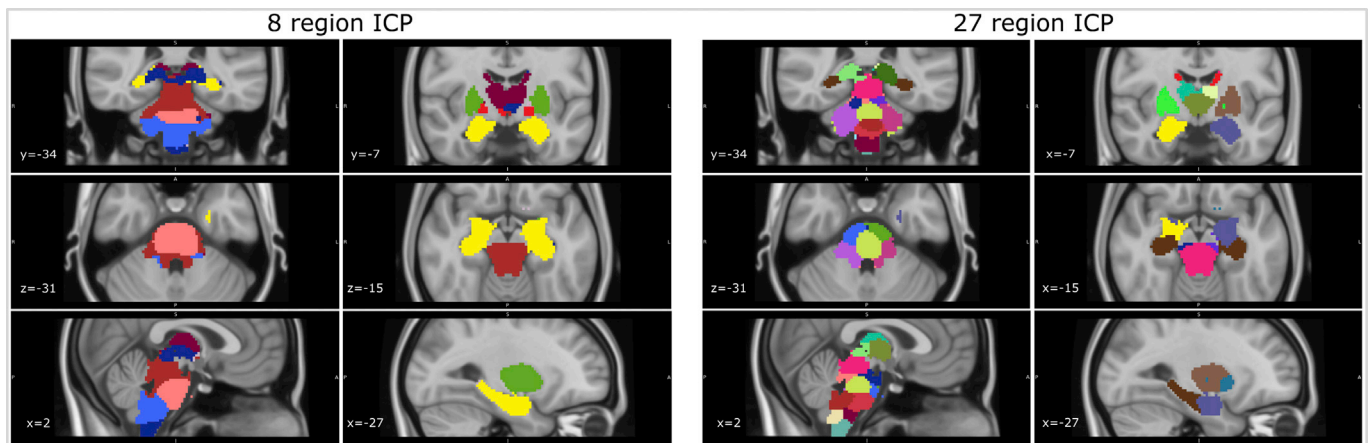 8 region ICP
27 region ICP
S
S
S
S
R
L
R
L
y=-34
y=-7
y=-34
x=-7
I
I
I
I
A
A
A
A
R
L
R
L
z=-31
z=-15
z=-31
x=-15
P
P
P
P
S
S
S
S
P
A
P
A
x=2
x=-27
x=2
x=-27
I
I
I
I